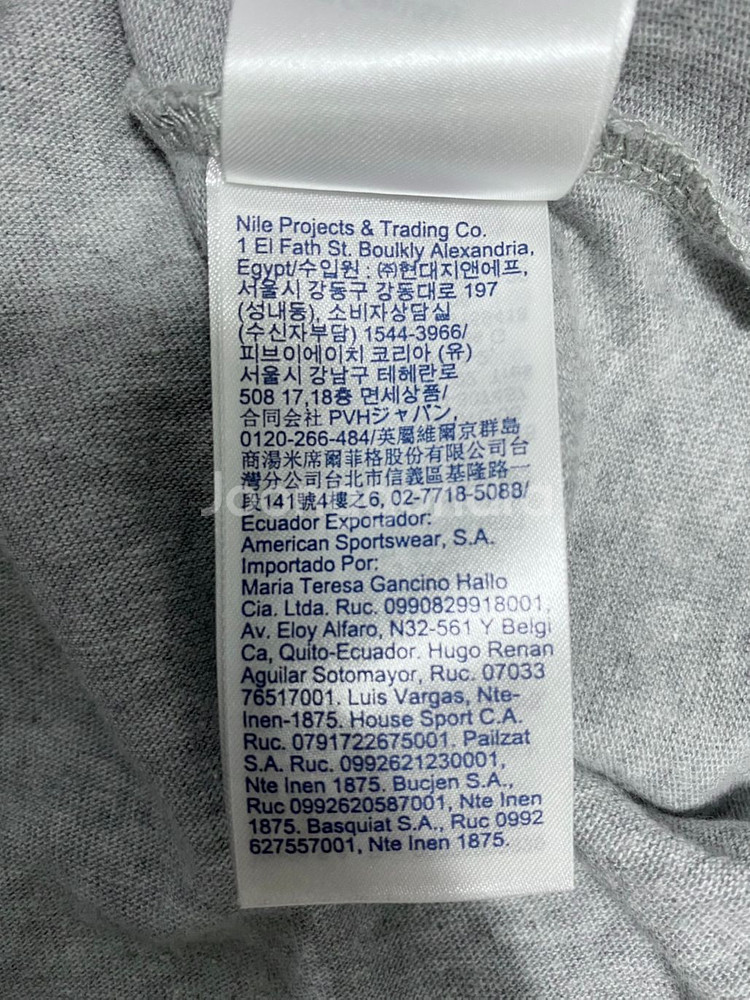 Nile Projects & Trading Co.
1 El Fath St. Boulkly Alexandria,
Egypt/수입원 : ㈜현대지앤에프,
서울시 강동구 강동대로 197
(성내동), 소비자상담실
(수신자부담) 1544-3966/
피브이에이치 코리아 (유)
서울시 강남구 테헤란로
508 17,18층 면세상품/
合同会社 PVHジャパン,
0120-266-484/英屬維爾京群島
商湯米席爾菲格股份有限公司台
灣分公司台北市信義區基隆路一
段141號4樓之6, 02-7718-5088/
Ecuador Exportador:
American Sportswear, S.A.
Importado Por:
Maria Teresa Gancino Hallo
Cia. Ltda. Ruc. 0990829918001,
Av. Eloy Alfaro, N32-561 Y Belgi
Ca, Quito-Ecuador. Hugo Renan
Aguilar Sotomayor, Ruc. 07033
76517001. Luis Vargas, Nte-
Inen-1875. House Sport C.A.
Ruc. 0791722675001. Pailzat
S.A. Ruc. 0992621230001,
Nte Inen 1875. Bucjen S.A.,
Ruc 0992620587001, Nte Inen
1875. Basquiat S.A., Ruc 0992
627557001, Nte Inen 1875.